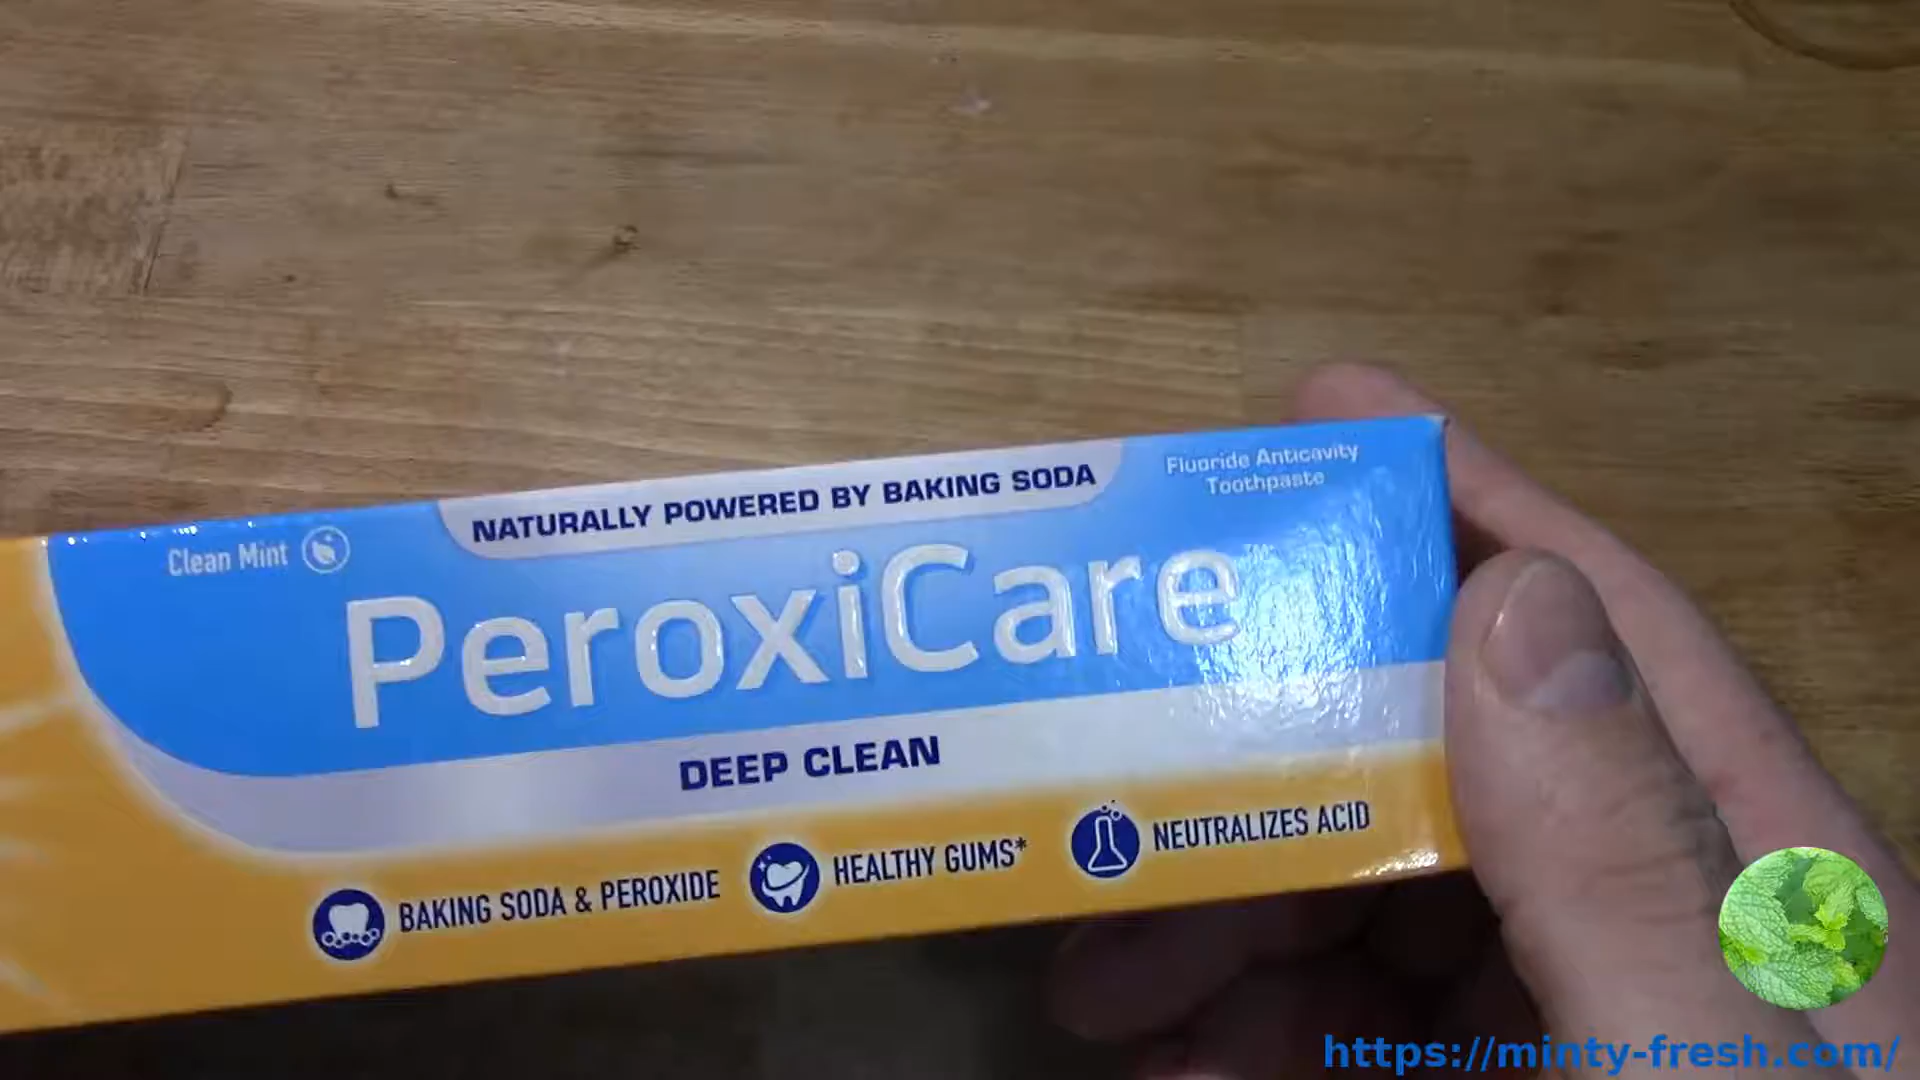 NATURALLY POWERED BY BAKING SODA
Fluoride Anticavity
Toothpaste
Clean Mint
PeroxiCare™
DEEP CLEAN
BAKING SODA & PEROXIDE
HEALTHY GUMS*
NEUTRALIZES ACID
https://minty-fresh.com/